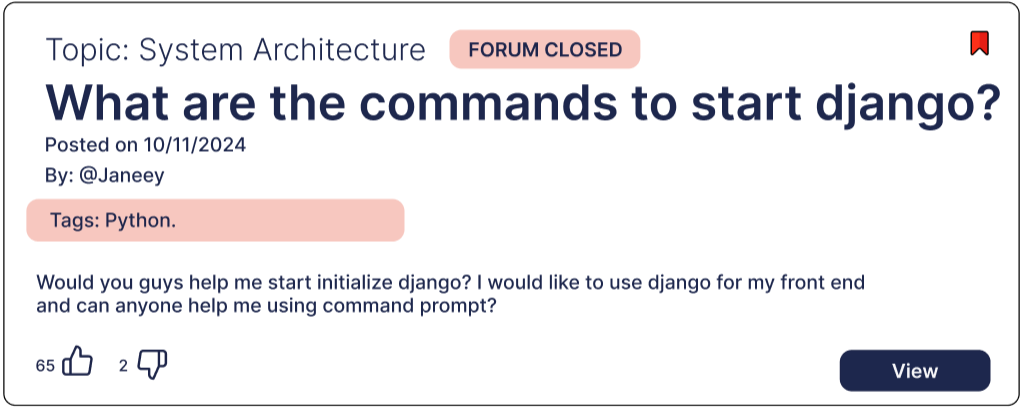 Topic: System Architecture FORUM CLOSED
What are the commands to start django?
Posted on 10/11/2024
By: @Janeey
Tags: Python.
Would you guys help me start initialize django? I would like to use django for my front end
and can anyone help me using command prompt?
65 2 View